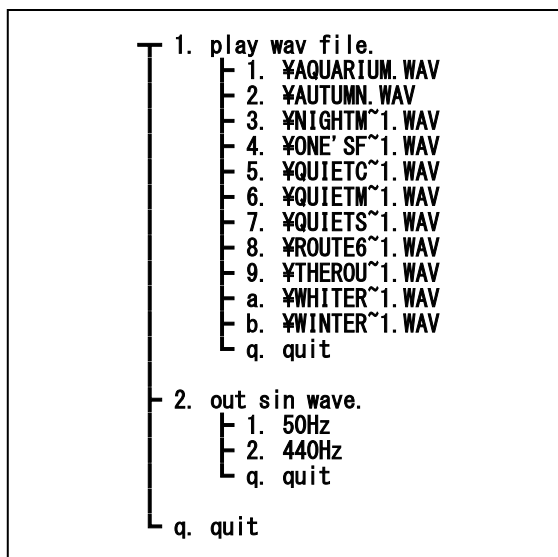 1. play wav file.
1. ¥AQUARIUM.WAV
2. ¥AUTUMN.WAV
3. ¥NIGHTM~1.WAV
4. ¥ONE'SF~1.WAV
5. ¥QUIETC~1.WAV
6. ¥QUIETM~1.WAV
7. ¥QUIETS~1.WAV
8. ¥ROUTE6~1.WAV
9. ¥THEROU~1.WAV
a. ¥WHITER~1.WAV
b. ¥WINTER~1.WAV
q. quit
2. out sin wave.
1. 50Hz
2. 440Hz
q. quit
q. quit